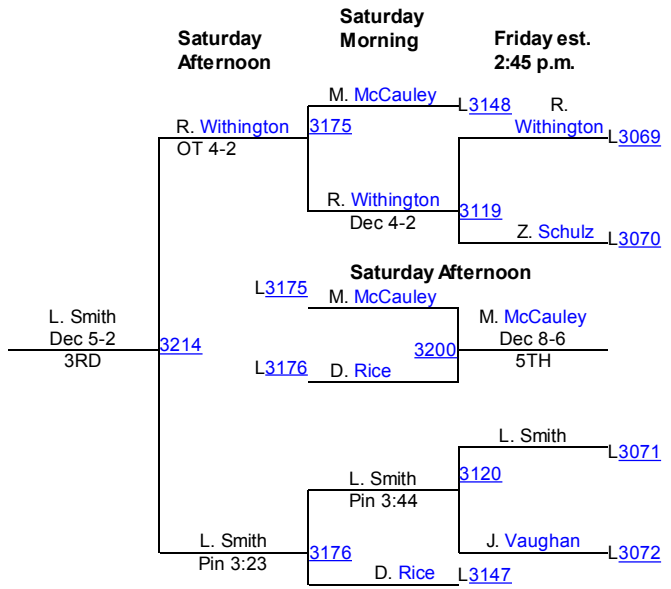 Saturday
Morning
Saturday
Afternoon
Friday est.
2:45 p.m.
M. McCauley
L3148
R.
Withington
L3069
R. Withington
3175
OT 4-2
R. Withington
3119
Dec 4-2
Z. Schulz
L3070
Saturday Afternoon
L3175
M. McCauley
L. Smith
Dec 5-2
3RD
3214
M. McCauley
3200
Dec 8-6
5TH
L3176
D. Rice
L. Smith
L3071
L. Smith
3120
Pin 3:44
L. Smith
3176
Pin 3:23
J. Vaughan
L3072
D. Rice
L3147